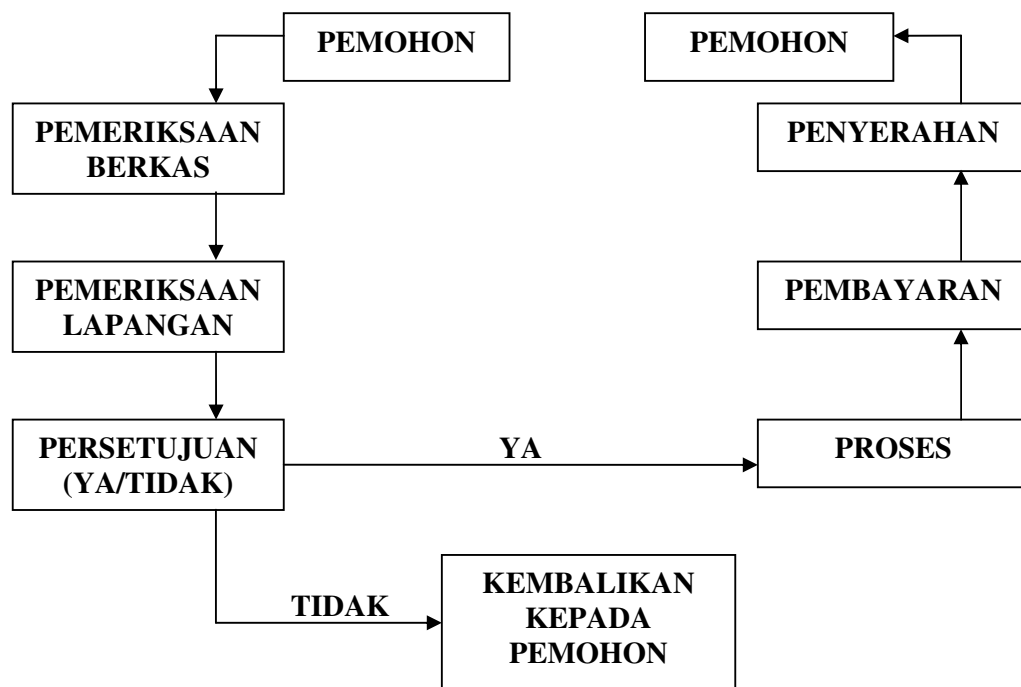 PEMOHON
PEMOHON
PEMERIKSAAN
BERKAS
PENYERAHAN
PEMERIKSAAN
LAPANGAN
PEMBAYARAN
PERSETUJUAN
(YA/TIDAK)
YA
PROSES
TIDAK
KEMBALIKAN
KEPADA
PEMOHON